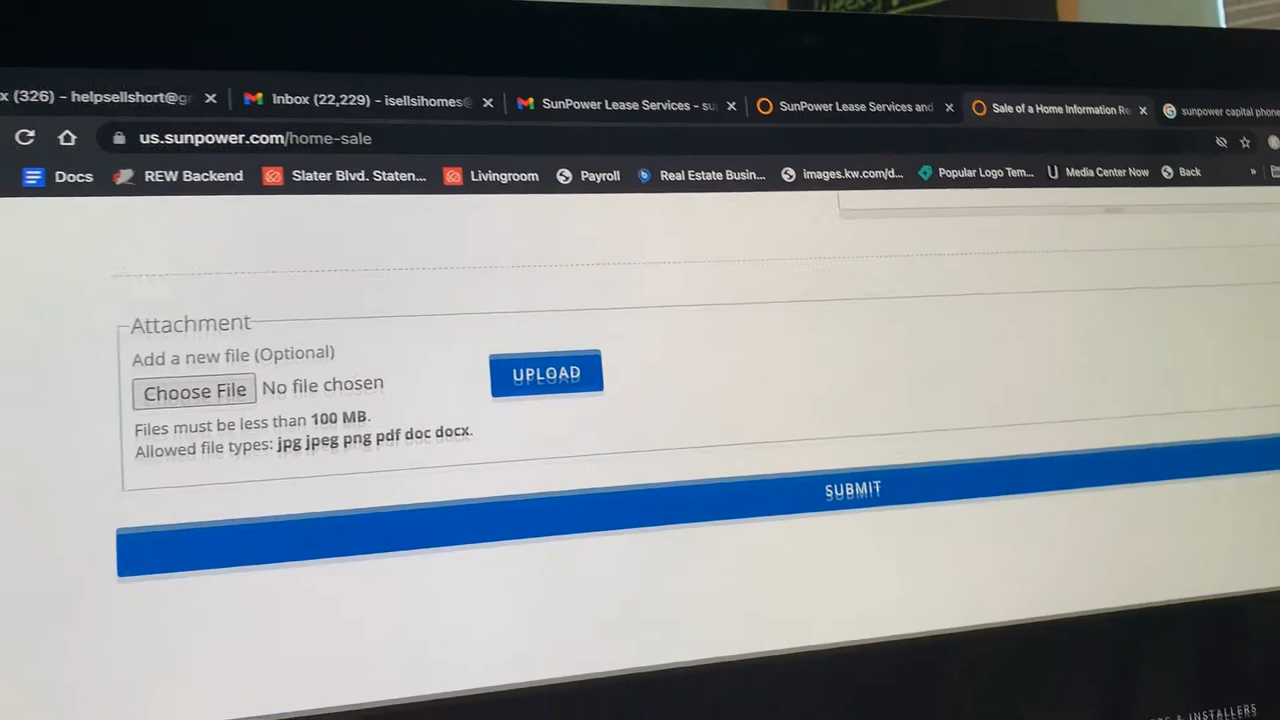 x (326) – helpsellshort@gr
Inbox (22,229) – isellsihomes@
SunPower Lease Services – su
SunPower Lease Services and
Sale of a Home Information Re
sunpower capital phone
us.sunpower.com/home-sale
Docs
REW Backend
Slater Blvd. Staten...
Livingroom
Payroll
Real Estate Busin...
images.kw.com/d...
Popular Logo Tem...
Media Center Now
Back
»
Attachment
Add a new file (Optional)
Choose File No file chosen
UPLOAD
Files must be less than 100 MB.
Allowed file types: jpg jpeg png pdf doc docx.
SUBMIT
& INSTALLERS